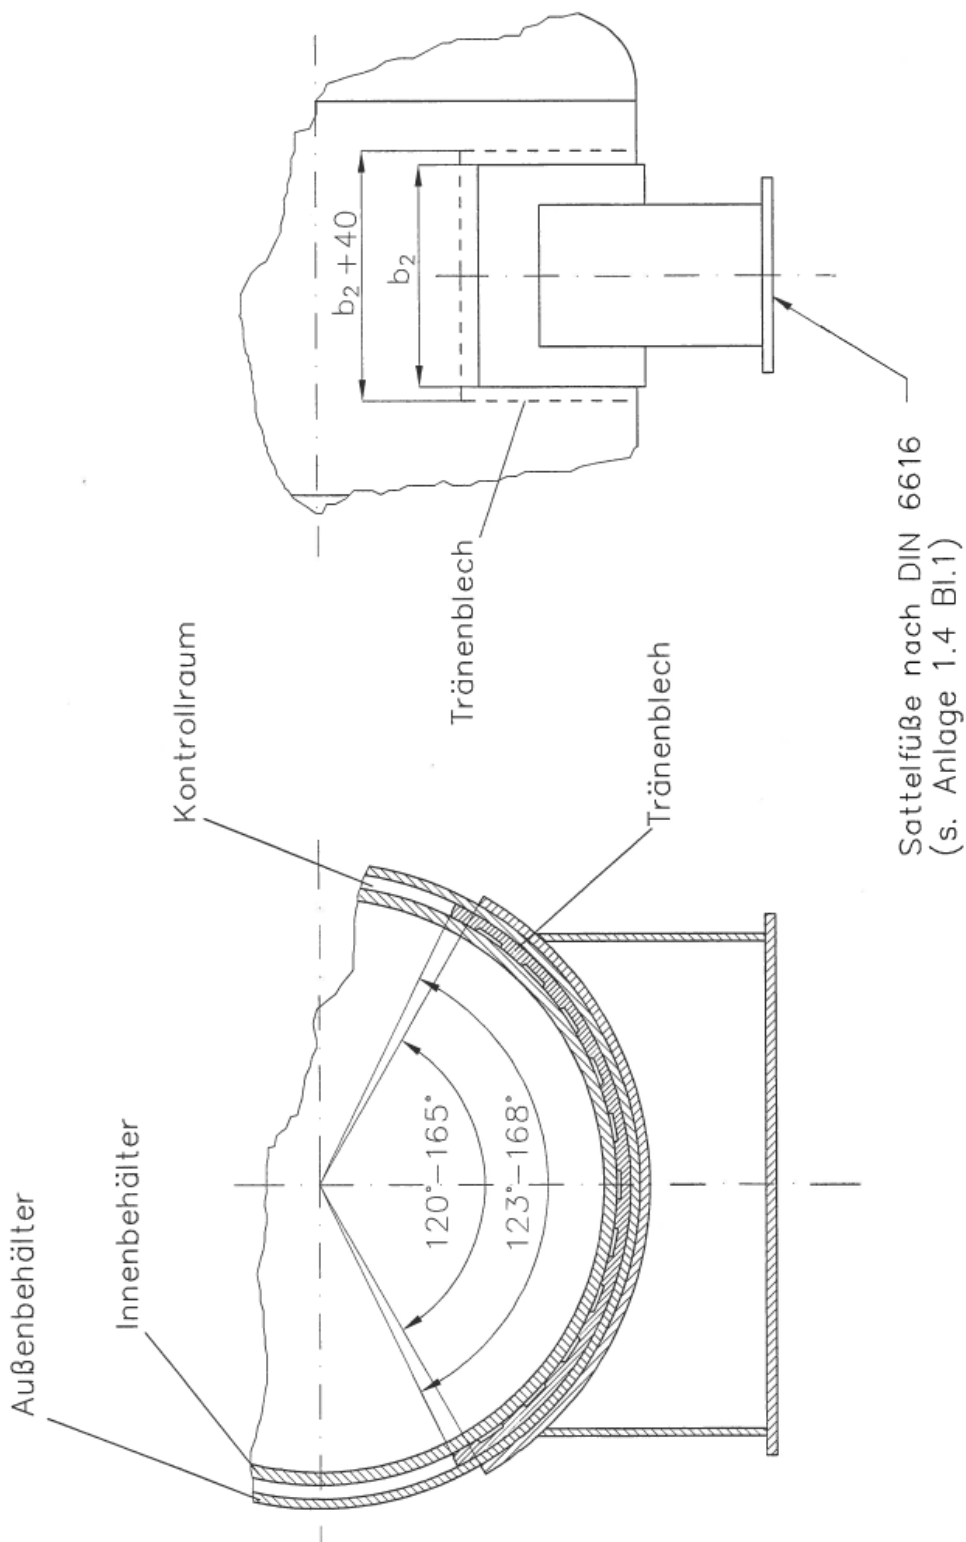 Außenbehälter
Innenbehälter
Kontrollraum
120°–165°
123°–168°
Tränenblech
Tränenblech
b2+40
b2
Sattelfüße nach DIN 6616
(s. Anlage 1.4 Bl.1)